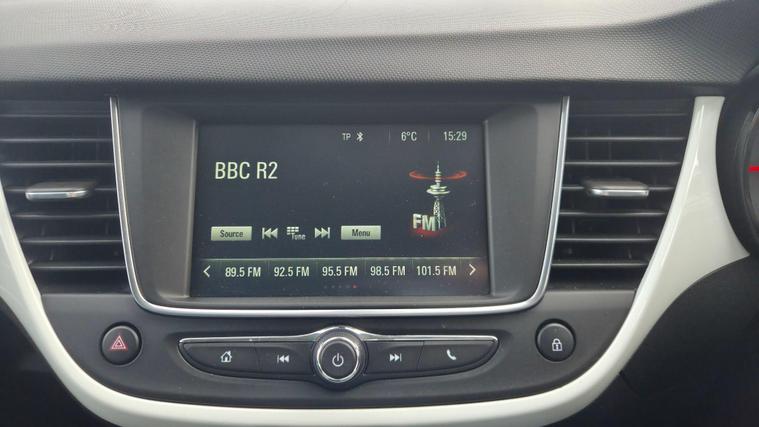 TP 6°C 15:29
BBC R2
FM
Source Tune Menu
89.5 FM 92.5 FM 95.5 FM 98.5 FM 101.5 FM